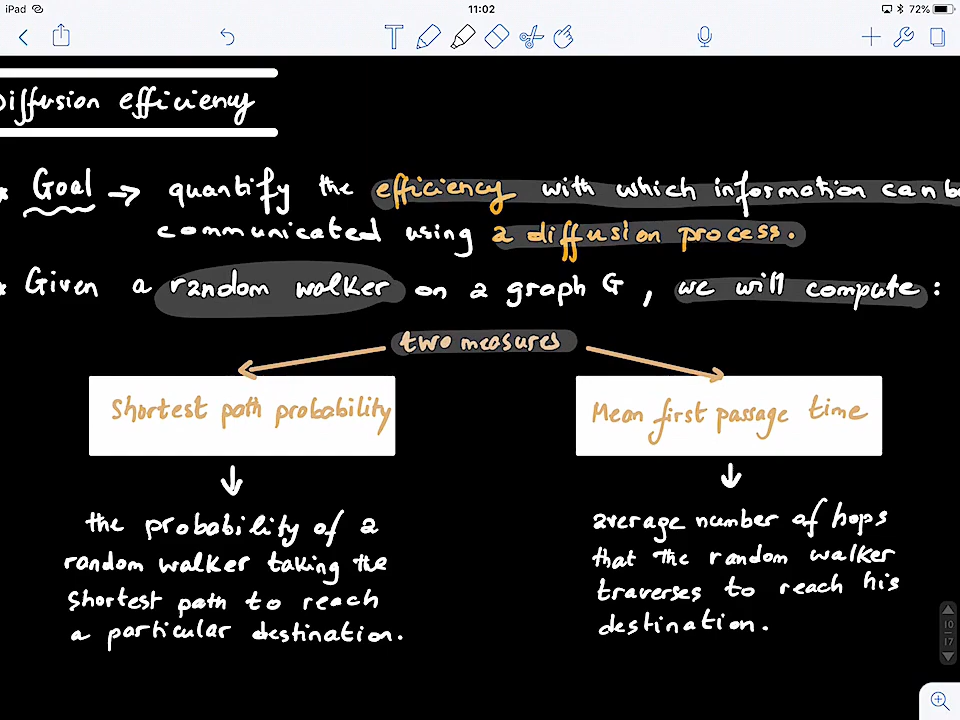 iPad
11:02
72%
Diffusion efficiency
* Goal → quantify the efficiency with which information can be
communicated using a diffusion process.
* Given a random walker on a graph G, we will compute:
two measures
Shortest path probability
Mean first passage time
the probability of a
random walker taking the
shortest path to reach
a particular destination.
average number of hops
that the random walker
traverses to reach his
destination.
10
17